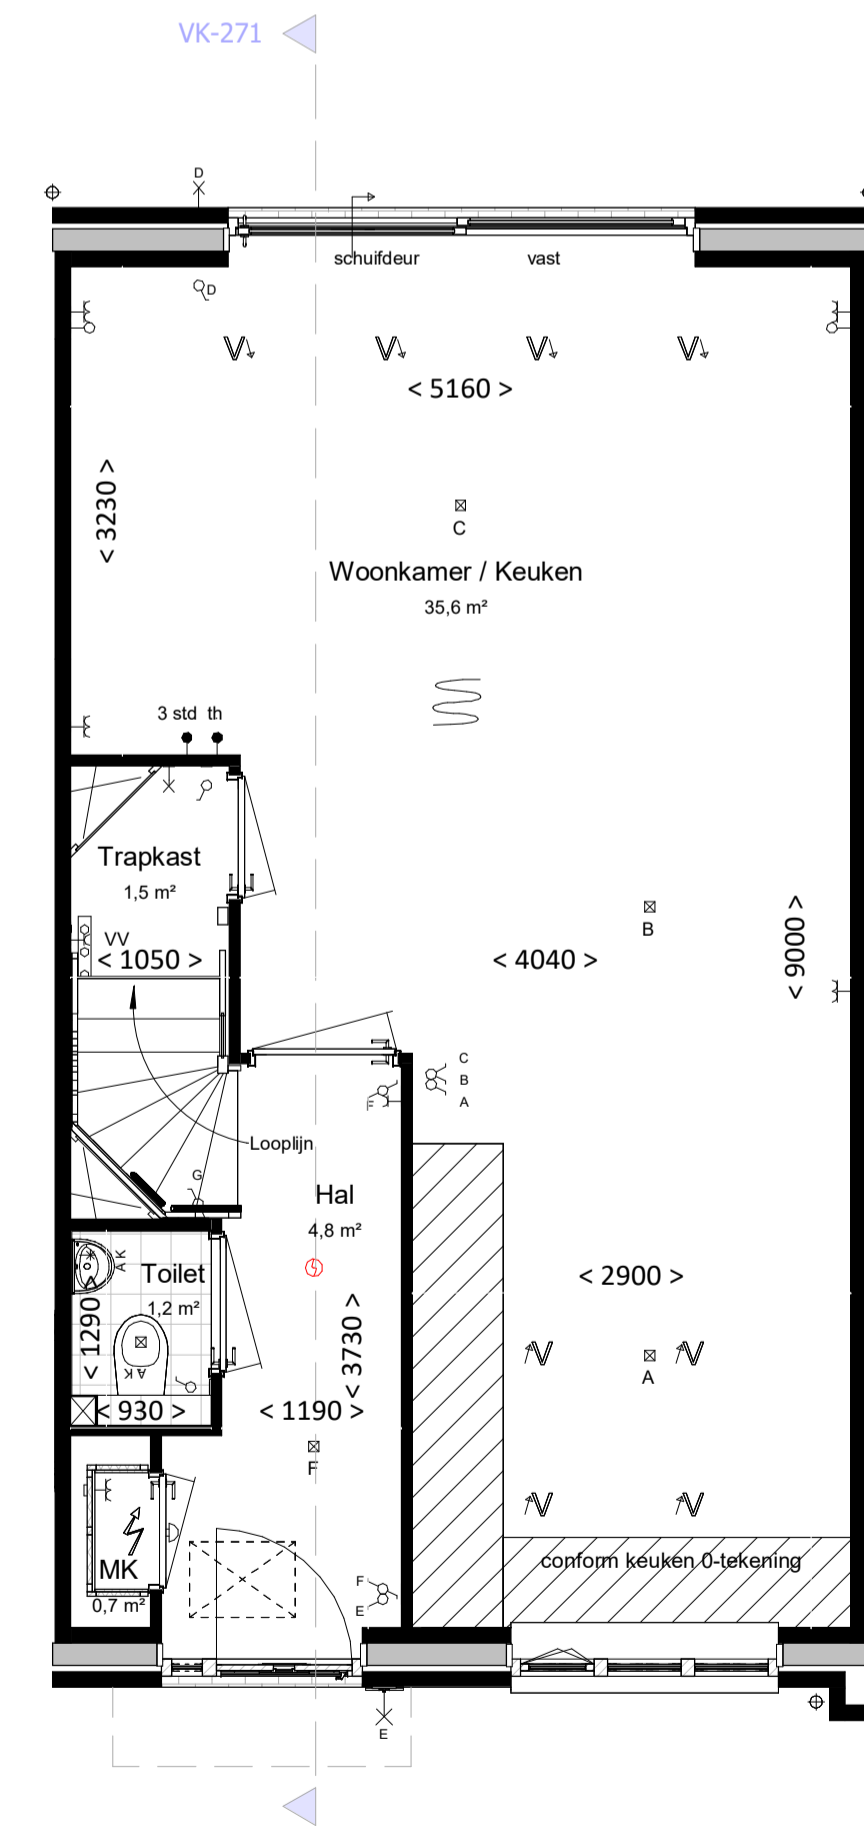 VK-271
D
schuifdeur
vast
D
V
V
V
V
< 5160 >
< 3230 >
C
Woonkamer / Keuken
35,6 m²
3 std
th
Trapkast
1,5 m²
VV
< 1050 >
B
< 4040 >
< 9000 >
C
B
A
F
Looplijn
G
Hal
4,8 m²
A K
Toilet
1,2 m²
< 1290 >
A K
< 930 >
< 3730 >
< 1190 >
< 2900 >
V
V
A
F
V
V
MK
0,7 m²
conform keuken 0-tekening
F
E
E